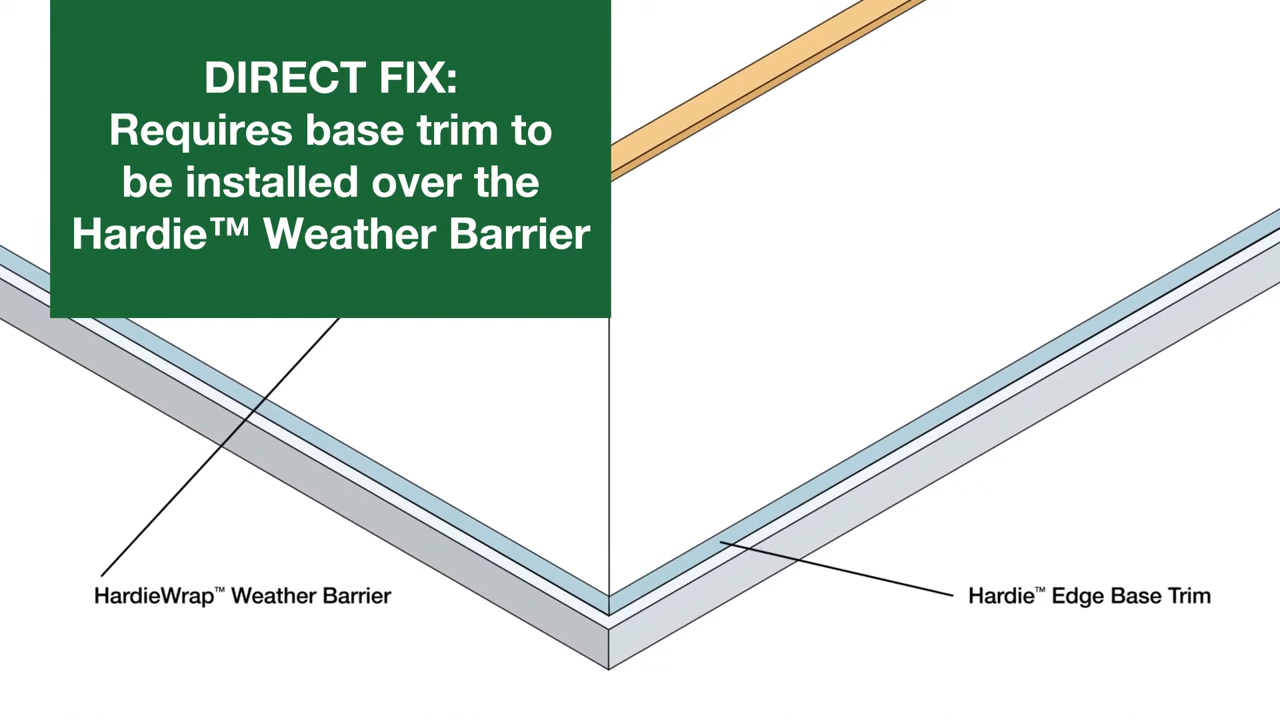 DIRECT FIX:
Requires base trim to
be installed over the
Hardie™ Weather Barrier
HardieWrap™ Weather Barrier
Hardie™ Edge Base Trim